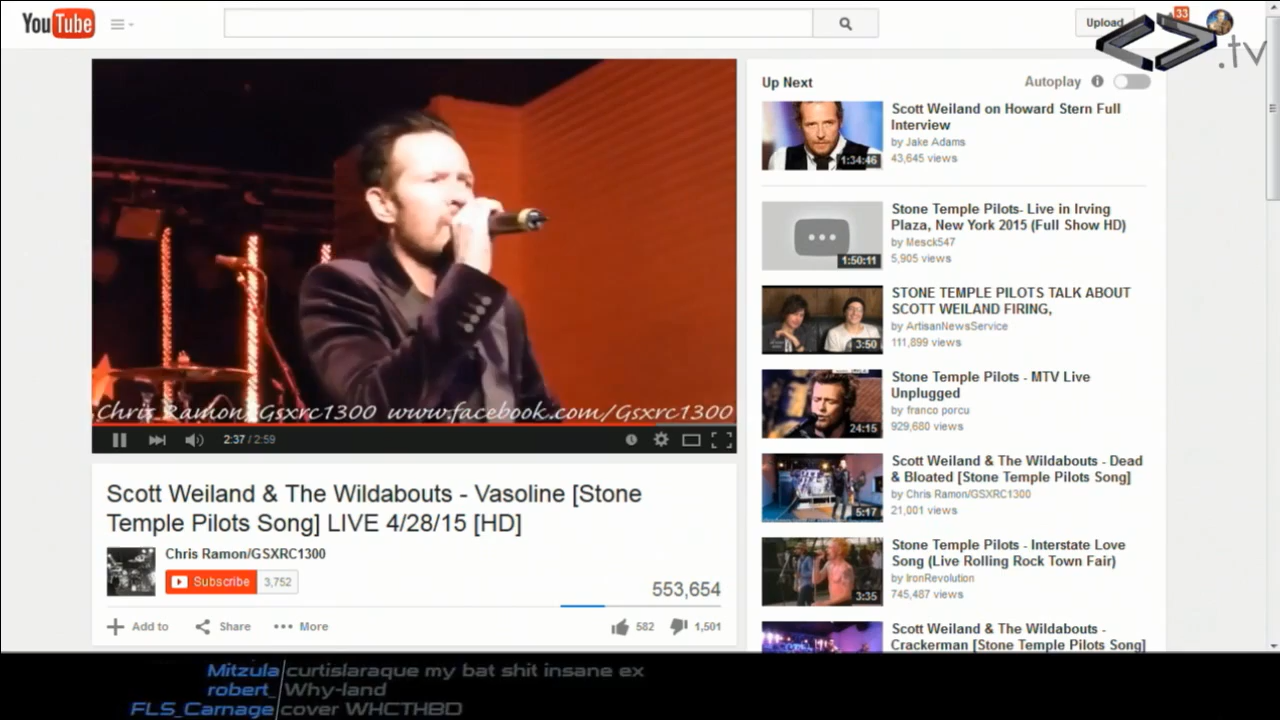 YouTube
Upload
33
.tv
Up Next
Autoplay
Scott Weiland on Howard Stern Full
Interview
by Jake Adams
43,645 views
1:34:46
Stone Temple Pilots- Live in Irving
Plaza, New York 2015 (Full Show HD)
by Mesck547
5,905 views
1:50:11
STONE TEMPLE PILOTS TALK ABOUT
SCOTT WEILAND FIRING,
by ArtisanNewsService
111,899 views
3:50
Stone Temple Pilots - MTV Live
Unplugged
by franco porcu
929,680 views
24:15
Scott Weiland & The Wildabouts - Dead
& Bloated [Stone Temple Pilots Song]
by Chris Ramon/GSXRC1300
21,001 views
5:17
Stone Temple Pilots - Interstate Love
Song (Live Rolling Rock Town Fair)
by IronRevolution
745,487 views
3:35
Scott Weiland & The Wildabouts -
Crackerman [Stone Temple Pilots Song]
Chris Ramon/Gsxrc1300 www.facebook.com/Gsxrc1300
2:37 / 2:59
Scott Weiland & The Wildabouts - Vasoline [Stone
Temple Pilots Song] LIVE 4/28/15 [HD]
Chris Ramon/GSXRC1300
Subscribe 3,752
553,654
Add to Share More
582 1,501
Mitzula curtislaraque my bat shit insane ex
robert_ Why-land
FLS_Carnage cover WHCTHBD